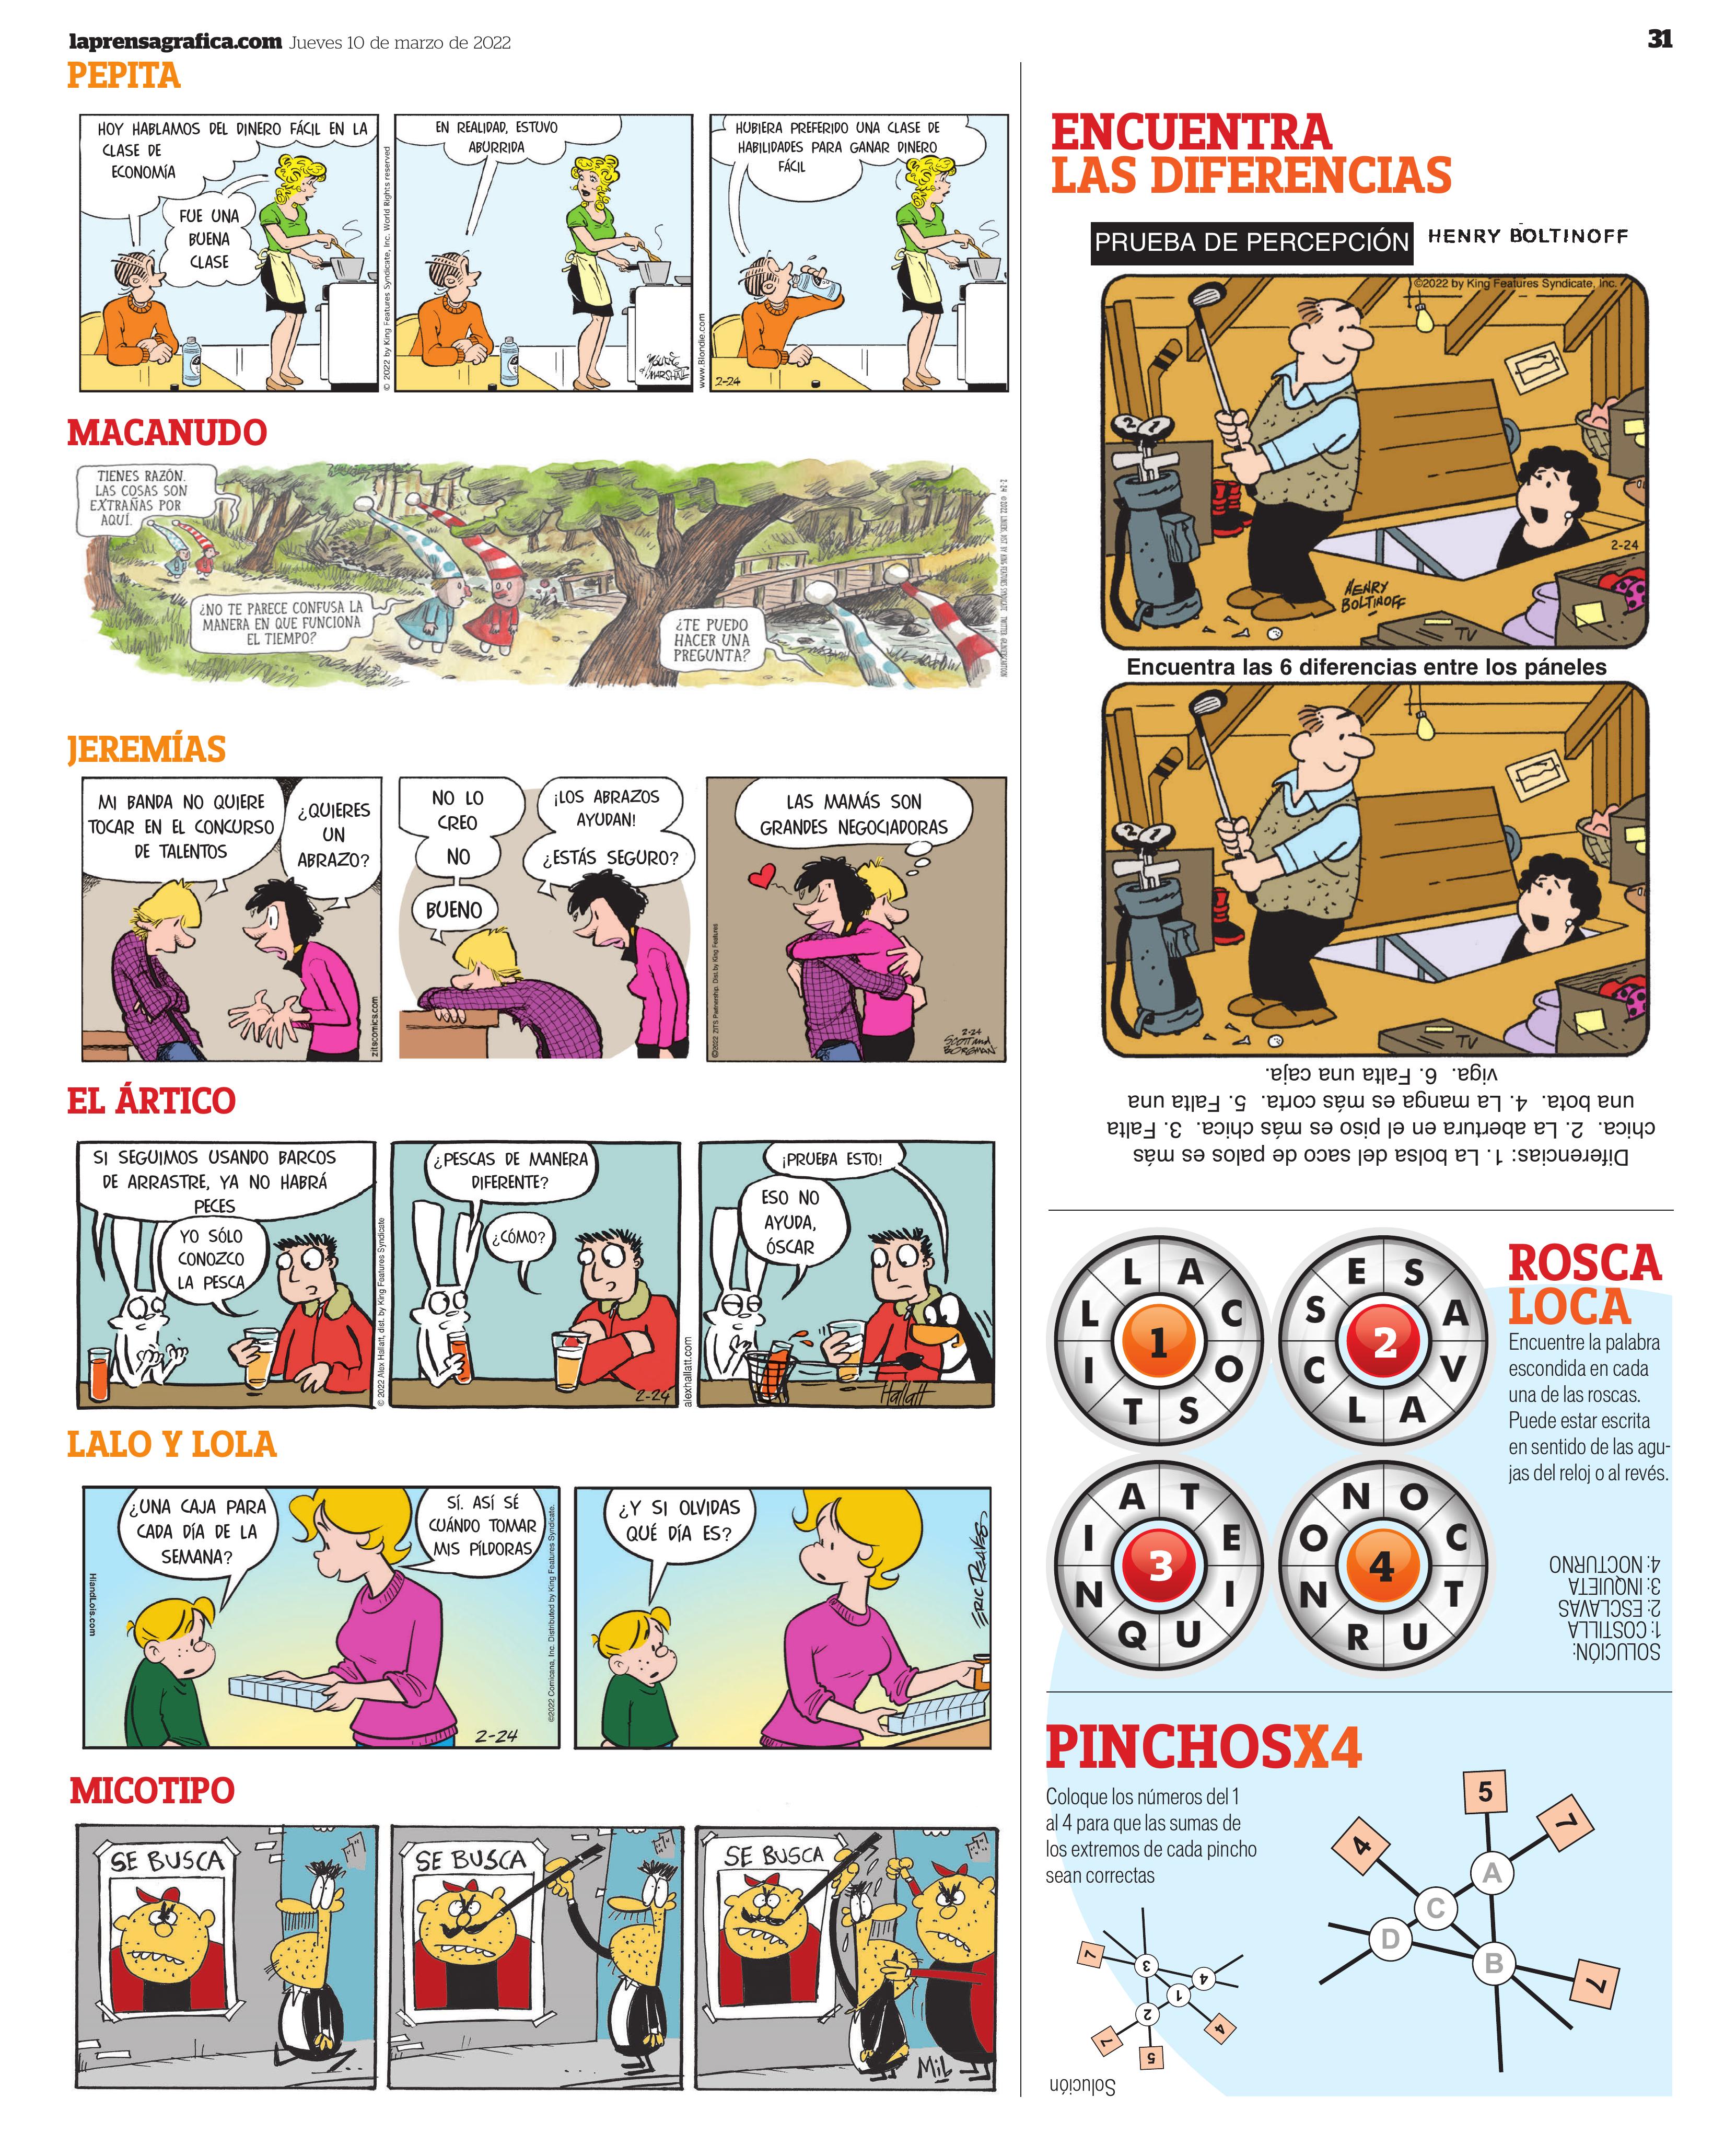 laprensagrafica.com Jueves 10 de marzo de 2022
31
PEPITA
HOY HABLAMOS DEL DINERO FÁCIL EN LA
CLASE DE
ECONOMÍA
FUE UNA
BUENA
CLASE
© 2022 by King Features Syndicate, Inc. World Rights reserved
EN REALIDAD, ESTUVO
ABURRIDA
YOUNG
MARSHALL
www.Blondie.com
HUBIERA PREFERIDO UNA CLASE DE
HABILIDADES PARA GANAR DINERO
FÁCIL
2-24
MACANUDO
TIENES RAZÓN.
LAS COSAS SON
EXTRAÑAS POR
AQUÍ.
¿NO TE PARECE CONFUSA LA
MANERA EN QUE FUNCIONA
EL TIEMPO?
¿TE PUEDO
HACER UNA
PREGUNTA?
JEREMÍAS
MI BANDA NO QUIERE
TOCAR EN EL CONCURSO
DE TALENTOS
¿QUIERES
UN
ABRAZO?
zitscomics.com
NO LO
CREO
NO
BUENO
¡LOS ABRAZOS
AYUDAN!
¿ESTÁS SEGURO?
©2022 ZITS Partnership. Dist.by King Features
LAS MAMÁS SON
GRANDES NEGOCIADORAS
2-24
SCOTT and
BORGMAN
EL ÁRTICO
SI SEGUIMOS USANDO BARCOS
DE ARRASTRE, YA NO HABRÁ
PECES
YO SÓLO
CONOZCO
LA PESCA
© 2022 Alex Hallatt, dist. by King Features Syndicate
¿PESCAS DE MANERA
DIFERENTE?
¿CÓMO?
2-24
alexhallatt.com
¡PRUEBA ESTO!
ESO NO
AYUDA,
ÓSCAR
Hallatt
LALO Y LOLA
HiandLois.com
¿UNA CAJA PARA
CADA DÍA DE LA
SEMANA?
SÍ. ASÍ SÉ
CUÁNDO TOMAR
MIS PÍLDORAS
2-24
©2022 Comicana, Inc. Distributed by King Features Syndicate.
¿Y SI OLVIDAS
QUÉ DÍA ES?
ERIC REAVES
MICOTIPO
SE BUSCA
SE BUSCA
SE BUSCA
MiL
ENCUENTRA
LAS DIFERENCIAS
PRUEBA DE PERCEPCIÓN HENRY BOLTINOFF
©2022 by King Features Syndicate, Inc.
2
1
2-24
HENRY
BOLTINOFF
TV
Encuentra las 6 diferencias entre los páneles
2
1
TV
Diferencias: 1. La bolsa del saco de palos es más
chica. 2. La abertura en el piso es más chica. 3. Falta
una bota. 4. La manga es más corta. 5. Falta una
viga. 6. Falta una caja.
L A C O S T I L
1
E S A V A L C S
2
A T E I U Q N I
3
N O C T U R N O
4
ROSCA
LOCA
Encuentre la palabra
escondida en cada
una de las roscas.
Puede estar escrita
en sentido de las agu-
jas del reloj o al revés.
SOLUCIÓN:
1: COSTILLA
2: ESCLAVAS
3: INQUIETA
4: NOCTURNO
PINCHOSX4
Coloque los números del 1
al 4 para que las sumas de
los extremos de cada pincho
sean correctas
5
7
4
A
C
D
B
7
Solución
5
7
4
2
1
4
3
7